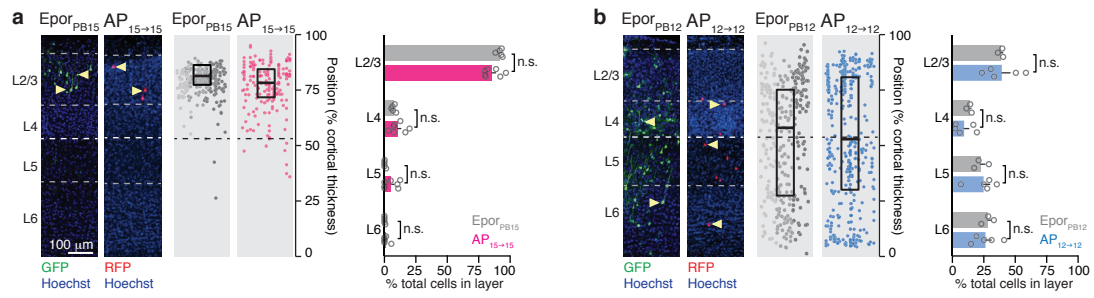 a
Epor PB15 AP 15→15 Epor PB15 AP 15→15
L2/3
L4
L5
L6
100 µm
GFP RFP
Hoechst Hoechst
100
75
50
25
0
Position (% cortical thickness)
L2/3 n.s.
L4 n.s.
L5 n.s.
L6 n.s.
Epor PB15
AP 15→15
0 25 50 75 100
% total cells in layer
b
Epor PB12 AP 12→12 Epor PB12 AP 12→12
L2/3
L4
L5
L6
GFP RFP
Hoechst Hoechst
100
75
50
25
0
Position (% cortical thickness)
L2/3 n.s.
L4 n.s.
L5 n.s.
L6 n.s.
Epor PB12
AP 12→12
0 25 50 75 100
% total cells in layer